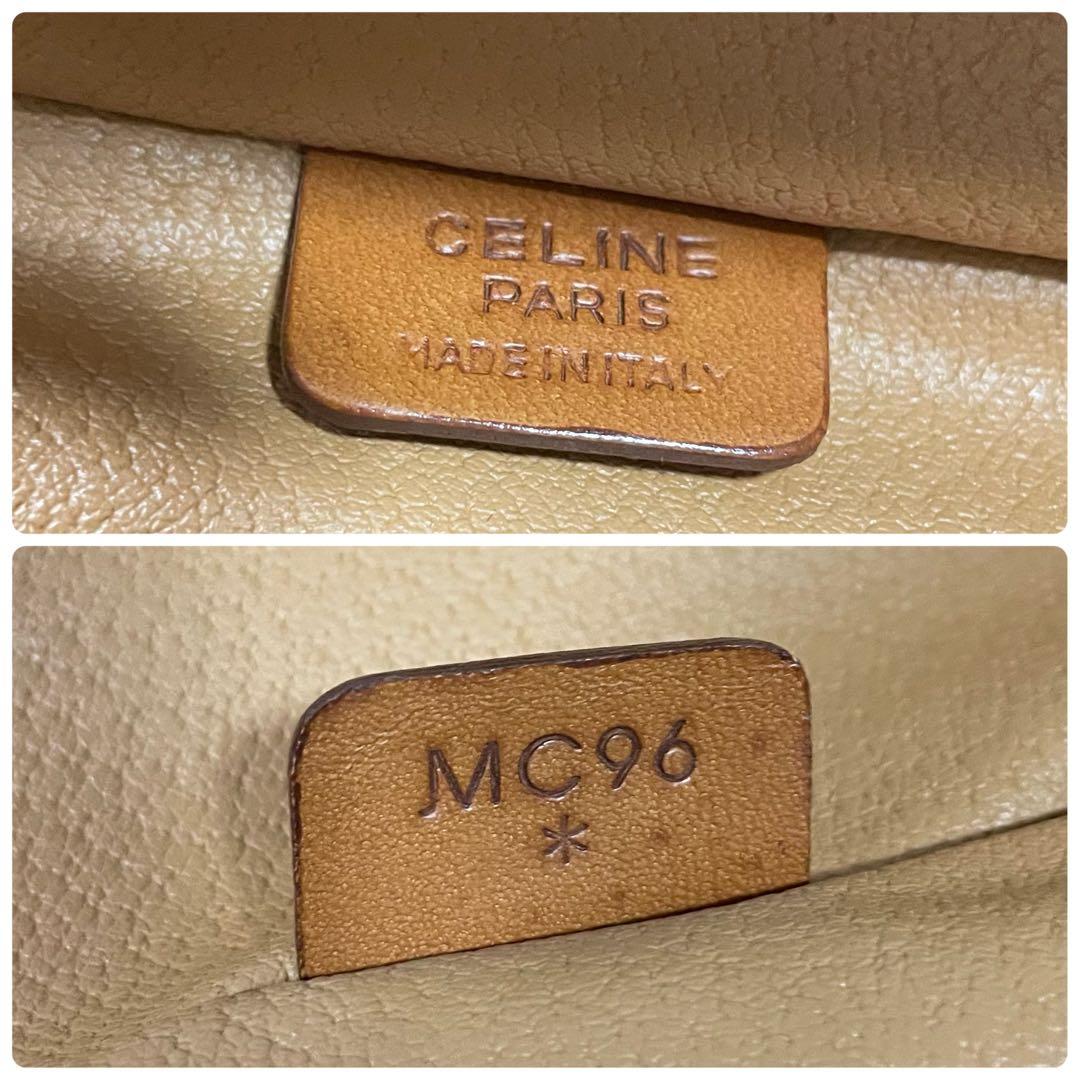 CELINE
PARIS
MADE IN ITALY
MC96
*